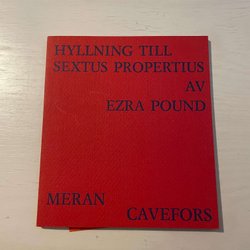 HYLLNING TILL
SEXTUS PROPERTIUS
AV
EZRA POUND
MERAN
CAVEFORS